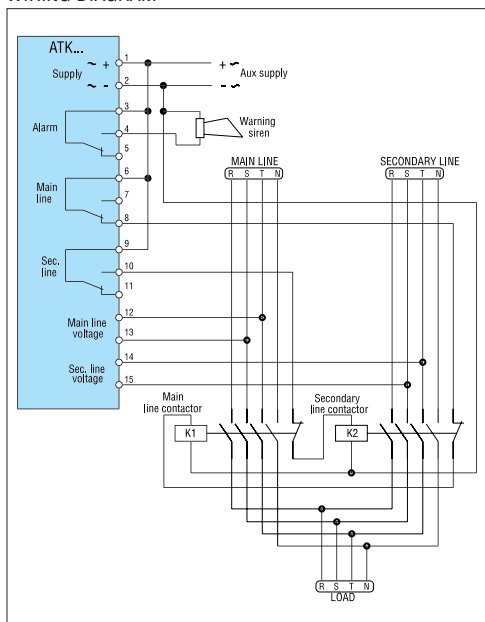 ATK...
Supply
~ +
1
+ ~
~ -
2
- ~
Aux supply
Alarm
3
4
5
Warning
siren
Main
line
6
7
8
MAIN LINE
R S T N
SECONDARY LINE
R S T N
Sec.
line
9
10
11
Main line
voltage
12
13
Sec. line
voltage
14
15
Main
line contactor
K1
Secondary
line contactor
K2
R S T N
LOAD